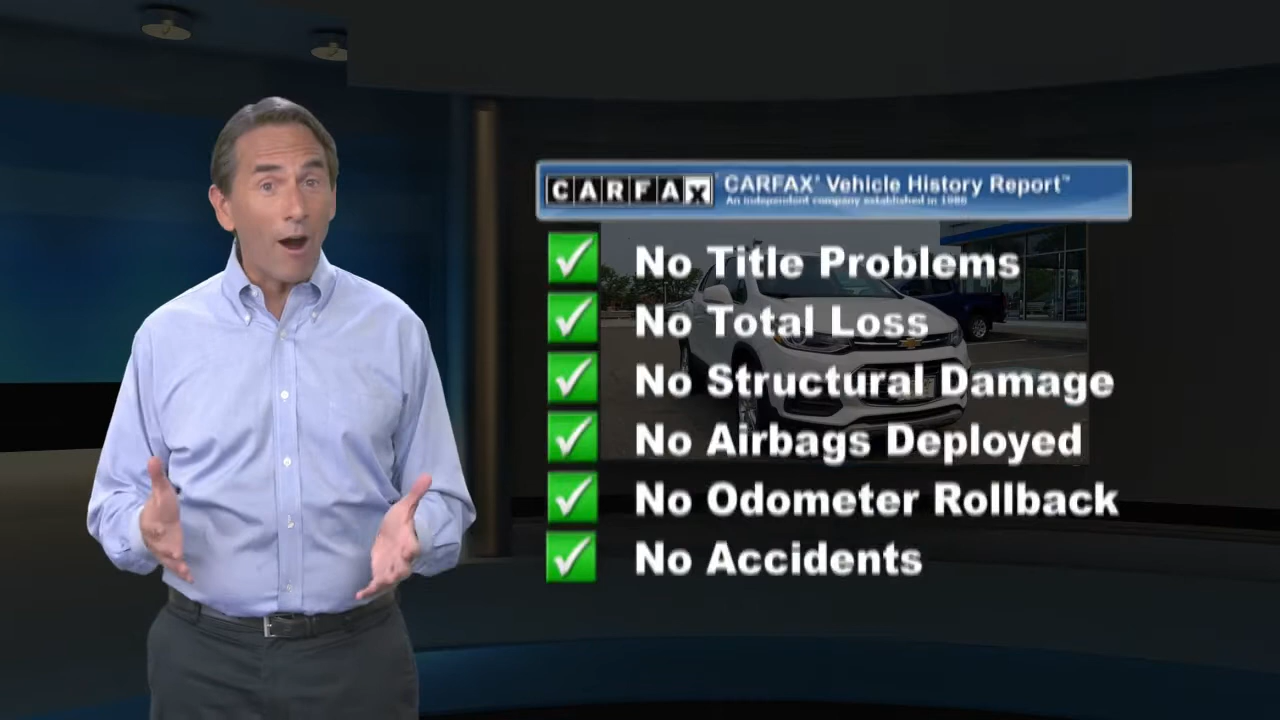 CARFAX
CARFAX® Vehicle History Report™
An independent company established in 1986
No Title Problems
No Total Loss
No Structural Damage
No Airbags Deployed
No Odometer Rollback
No Accidents